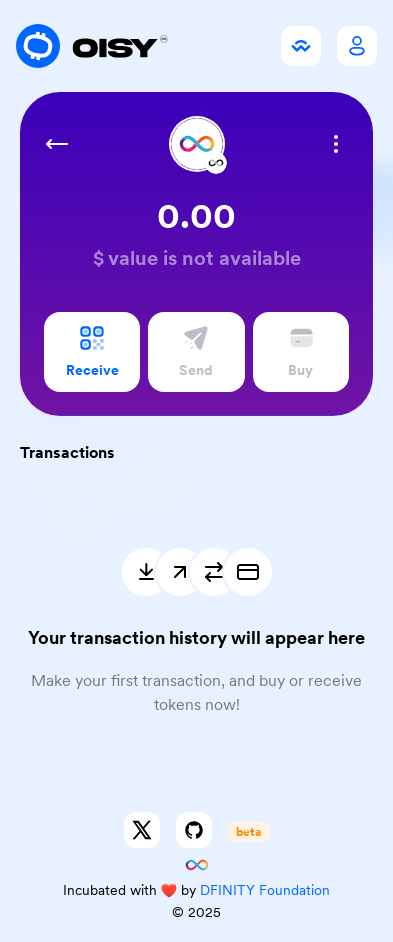 OISY
0.00
$ value is not available
Receive
Send
Buy
Transactions
Your transaction history will appear here
Make your first transaction, and buy or receive
tokens now!
beta
Incubated with ❤️ by DFINITY Foundation
© 2025